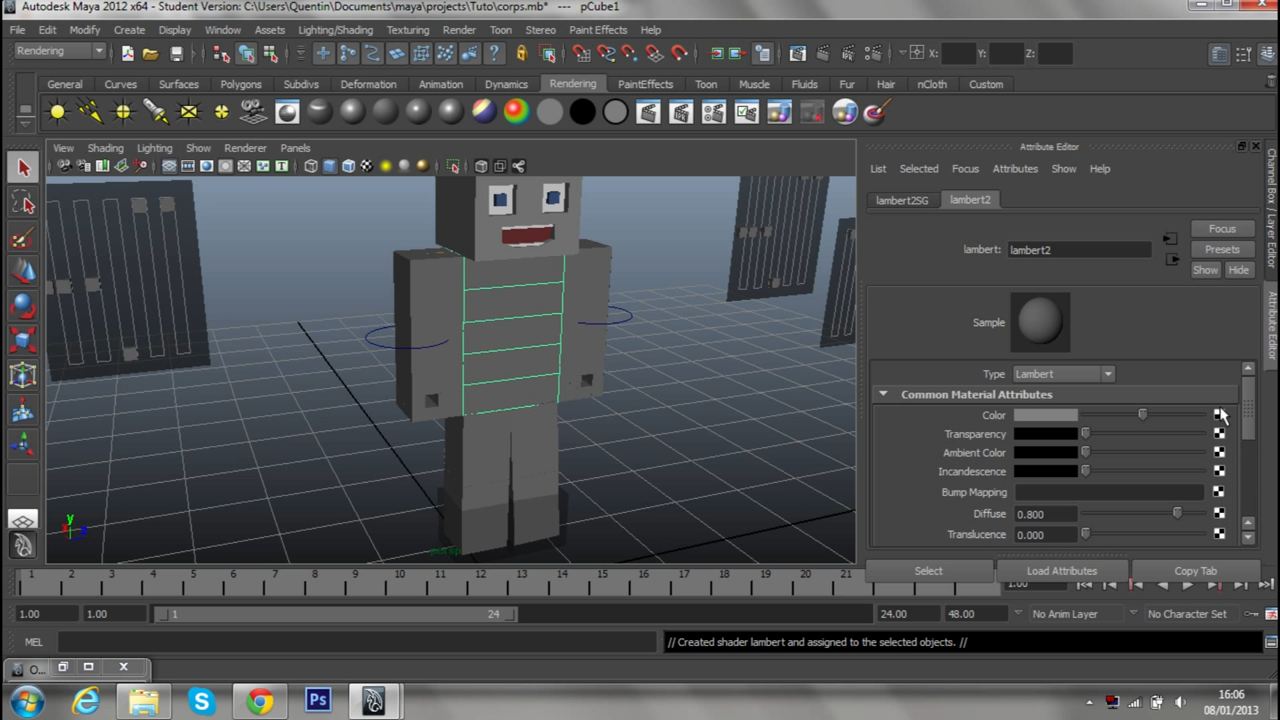 Autodesk Maya 2012 x64 - Student Version: C:\Users\Quentin\Documents\maya\projects\Tuto\corps.mb* --- pCube1
File Edit Modify Create Display Window Assets Lighting/Shading Texturing Render Toon Stereo Paint Effects Help
Rendering X: Y: Z:
General Curves Surfaces Polygons Subdivs Deformation Animation Dynamics Rendering PaintEffects Toon Muscle Fluids Fur Hair nCloth Custom
View Shading Lighting Show Renderer Panels
Attribute Editor
List Selected Focus Attributes Show Help
lambert2SG lambert2
Focus
lambert: lambert2
Presets
Show Hide
Sample
Type Lambert
Common Material Attributes
Color
Transparency
Ambient Color
Incandescence
Bump Mapping
Diffuse 0.800
Translucence 0.000
Select Load Attributes Copy Tab
Channel Box / Layer Editor
Attribute Editor
y
1 2 3 4 5 6 7 8 9 10 11 12 13 14 15 16 17 18 19 20 21
1.00
1.00 1.00 1 24 24.00 48.00 No Anim Layer No Character Set
MEL // Created shader lambert and assigned to the selected objects. //
O...
Ps
16:06
08/01/2013